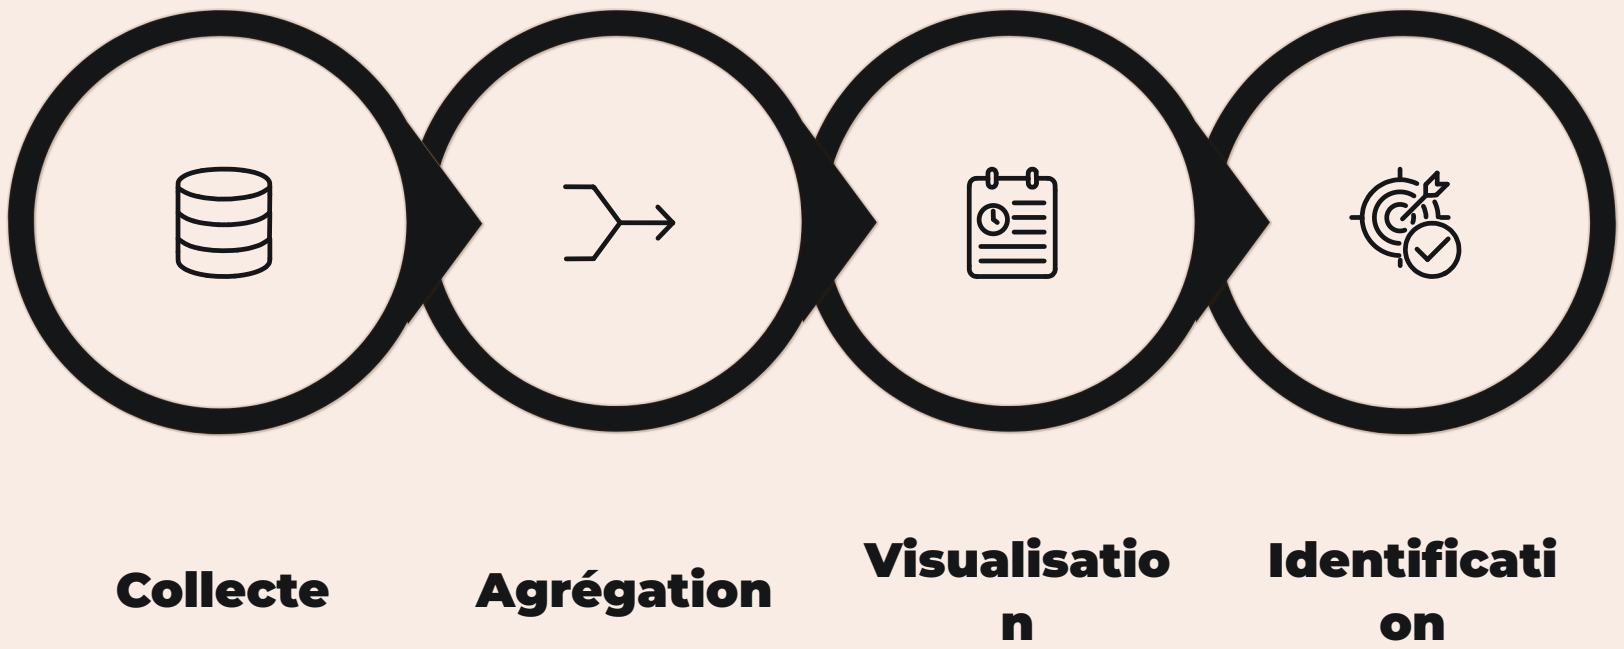 Collecte
Agrégation
Visualisatio
n
Identificati
on